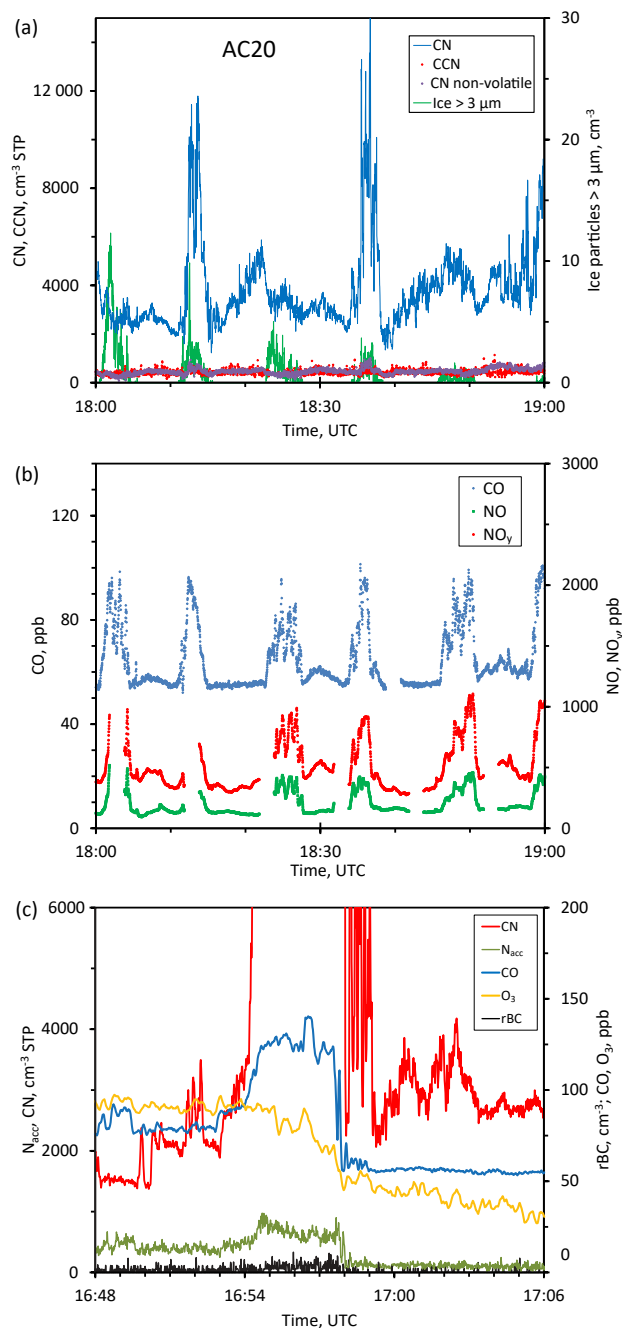 (a)
AC20
CN
CCN
CN non-volatile
Ice > 3 µm
12 000
8000
4000
0
30
20
10
0
CN, CCN, cm⁻³ STP
Ice particles > 3 µm, cm⁻³
18:00
18:30
19:00
Time, UTC
(b)
CO
NO
NOy
120
80
40
0
3000
2000
1000
0
CO, ppb
NO, NOy, ppb
18:00
18:30
19:00
Time, UTC
(c)
CN
Nacc
CO
O₃
rBC
6000
4000
2000
0
200
150
100
50
0
Nacc, CN, cm⁻³ STP
rBC, cm⁻³; CO, O₃, ppb
16:48
16:54
17:00
17:06
Time, UTC